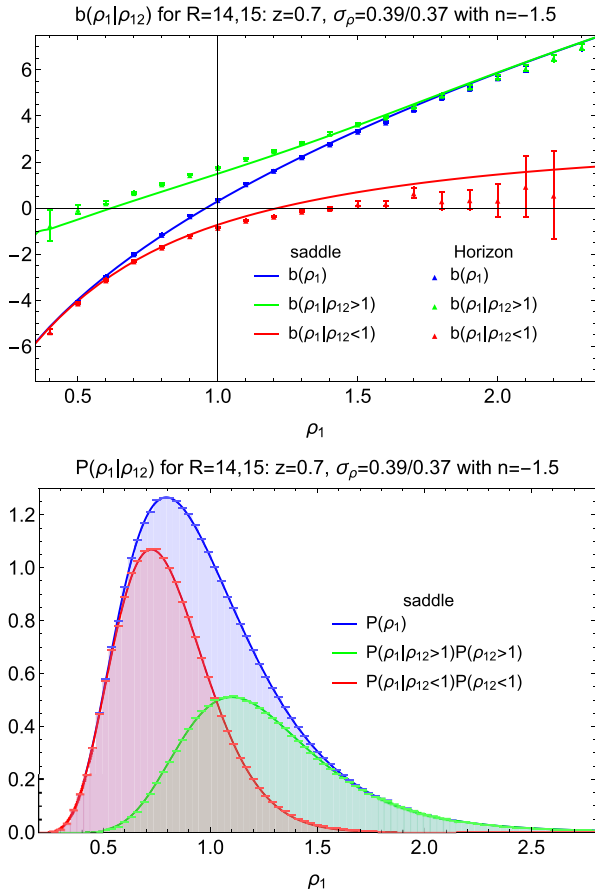 b(ρ₁|ρ₁₂) for R=14,15: z=0.7, σᵨ=0.39/0.37 with n=−1.5
6
4
2
0
−2
−4
−6
saddle Horizon
b(ρ₁) b(ρ₁)
b(ρ₁|ρ₁₂>1) b(ρ₁|ρ₁₂>1)
b(ρ₁|ρ₁₂<1) b(ρ₁|ρ₁₂<1)
0.5 1.0 1.5 2.0
ρ₁
P(ρ₁|ρ₁₂) for R=14,15: z=0.7, σᵨ=0.39/0.37 with n=−1.5
1.2
1.0
0.8
0.6
0.4
0.2
0.0
saddle
P(ρ₁)
P(ρ₁|ρ₁₂>1)P(ρ₁₂>1)
P(ρ₁|ρ₁₂<1)P(ρ₁₂<1)
0.5 1.0 1.5 2.0 2.5
ρ₁